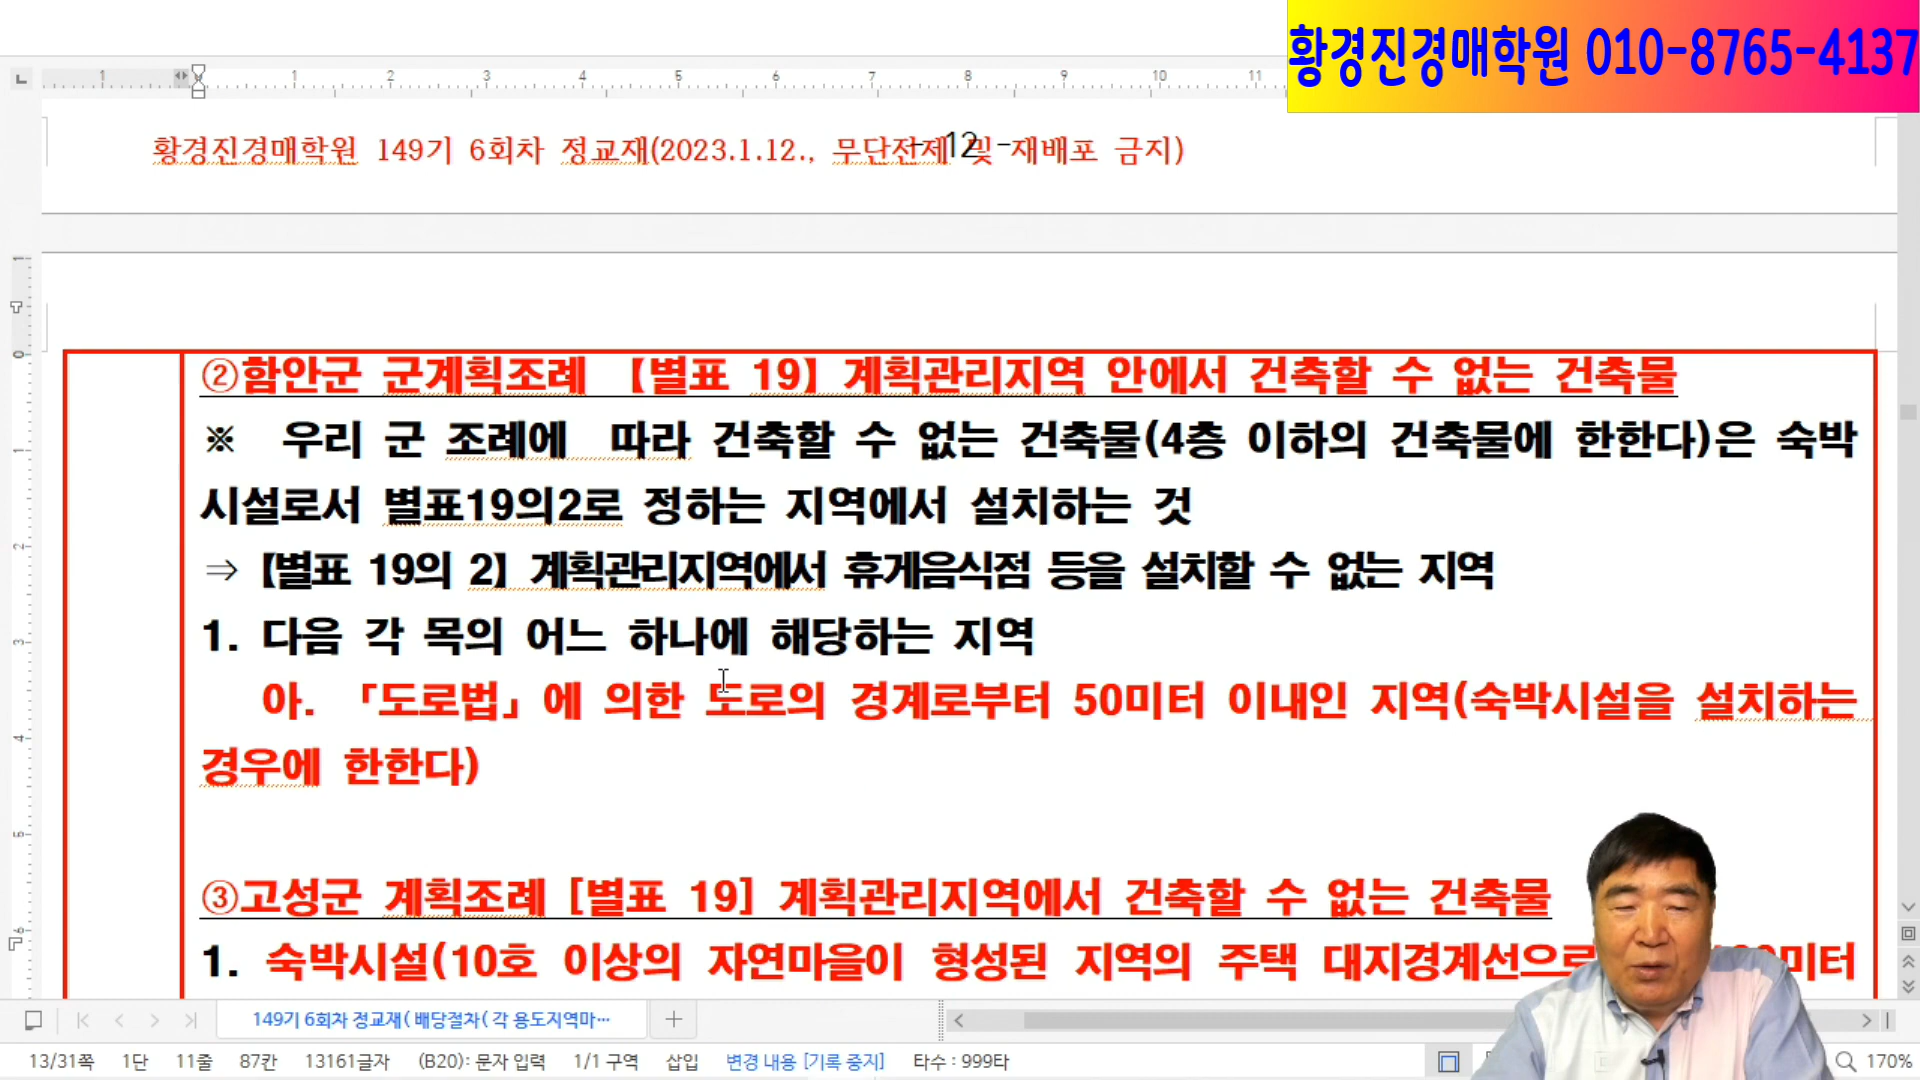 황경진경매학원 010-8765-4137
1 1 2 3 4 5 6 7 8 9 10 11
황경진경매학원 149기 6회차 정교재(2023.1.12., 무단전제 및 재배포 금지)
- 12 -
②함안군 군계획조례 【별표 19】 계획관리지역 안에서 건축할 수 없는 건축물
※ 우리 군 조례에 따라 건축할 수 없는 건축물(4층 이하의 건축물에 한한다)은 숙박
시설로서 별표19의2로 정하는 지역에서 설치하는 것
⇒【별표 19의 2】 계획관리지역에서 휴게음식점 등을 설치할 수 없는 지역
1. 다음 각 목의 어느 하나에 해당하는 지역
아. 「도로법」에 의한 도로의 경계로부터 50미터 이내인 지역(숙박시설을 설치하는
경우에 한한다)
③고성군 계획조례 [별표 19] 계획관리지역에서 건축할 수 없는 건축물
1. 숙박시설(10호 이상의 자연마을이 형성된 지역의 주택 대지경계선으로 미터
149기 6회차 정교재( 배당절차( 각 용도지역마···
13/31쪽 1단 11줄 87칸 13161글자 (B20): 문자 입력 1/1 구역 삽입 변경 내용 [기록 중지] 타수 : 999타 170%